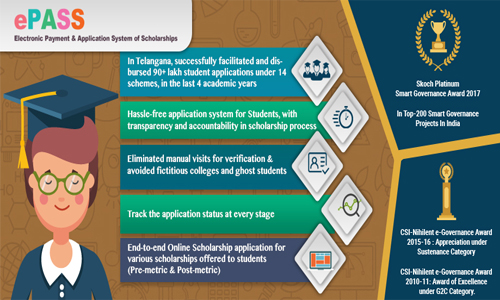 ePASS
Electronic Payment & Application System of Scholarships
In Telangana, successfully facilitated and dis-
bursed 90+ lakh student applications under 14
schemes, in the last 4 academic years
Hassle-free application system for Students, with
transparency and accountability in scholarship process
Eliminated manual visits for verification &
avoided fictitious colleges and ghost students
Track the application status at every stage
End-to-end Online Scholarship application for
various scholarships offered to students
(Pre-metric & Post-metric)
Skoch Platinum
Smart Governance Award 2017
In Top-200 Smart Governance
Projects In India
CSI-Nihilent e-Governance Award
2015-16 : Appreciation under
Sustenance Category
CSI-Nihilent e-Governance Award
2010-11: Award of Excellence
under G2C Category.